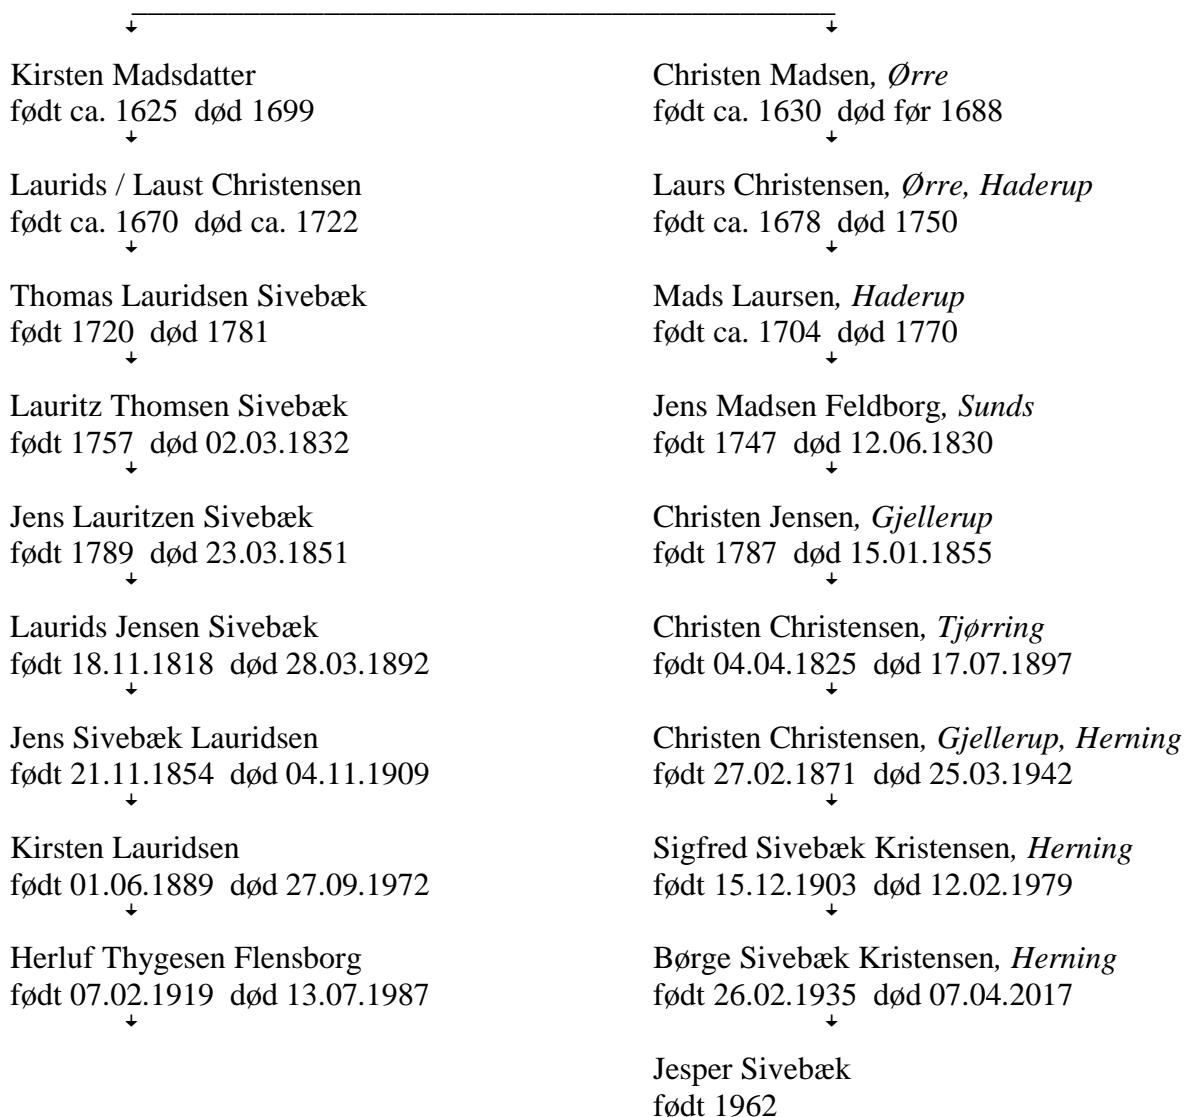 Kirsten Madsdatter
født ca. 1625  død 1699
Christen Madsen, Ørre
født ca. 1630  død før 1688
Laurids / Laust Christensen
født ca. 1670  død ca. 1722
Laurs Christensen, Ørre, Haderup
født ca. 1678  død 1750
Thomas Lauridsen Sivebæk
født 1720  død 1781
Mads Laursen, Haderup
født ca. 1704  død 1770
Lauritz Thomsen Sivebæk
født 1757  død 02.03.1832
Jens Madsen Feldborg, Sunds
født 1747  død 12.06.1830
Jens Lauritzen Sivebæk
født 1789  død 23.03.1851
Christen Jensen, Gjellerup
født 1787  død 15.01.1855
Laurids Jensen Sivebæk
født 18.11.1818  død 28.03.1892
Christen Christensen, Tjørring
født 04.04.1825  død 17.07.1897
Jens Sivebæk Lauridsen
født 21.11.1854  død 04.11.1909
Christen Christensen, Gjellerup, Herning
født 27.02.1871  død 25.03.1942
Kirsten Lauridsen
født 01.06.1889  død 27.09.1972
Sigfred Sivebæk Kristensen, Herning
født 15.12.1903  død 12.02.1979
Herluf Thygesen Flensborg
født 07.02.1919  død 13.07.1987
Børge Sivebæk Kristensen, Herning
født 26.02.1935  død 07.04.2017
Jesper Sivebæk
født 1962